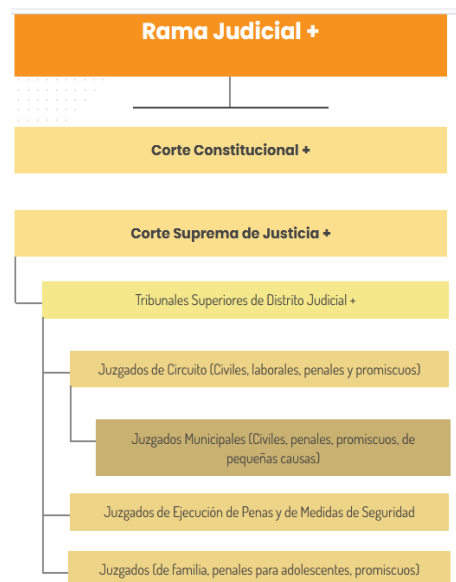 Rama Judicial +
Corte Constitucional +
Corte Suprema de Justicia +
Tribunales Superiores de Distrito Judicial +
Juzgados de Circuito (Civiles, laborales, penales y promiscuos)
Juzgados Municipales (Civiles, penales, promiscuos, de
pequeñas causas)
Juzgados de Ejecución de Penas y de Medidas de Seguridad
Juzgados (de familia, penales para adolescentes, promiscuos)